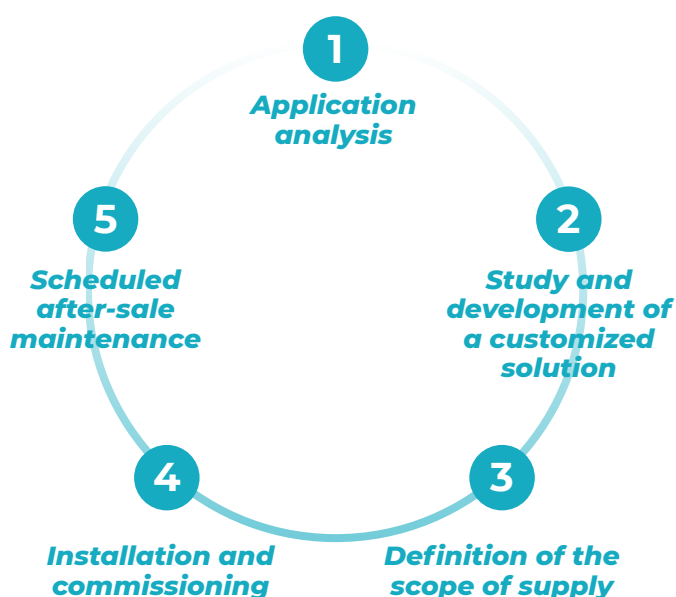 1
Application
analysis
2
Study and
development of
a customized
solution
3
Definition of the
scope of supply
4
Installation and
commissioning
5
Scheduled
after-sale
maintenance